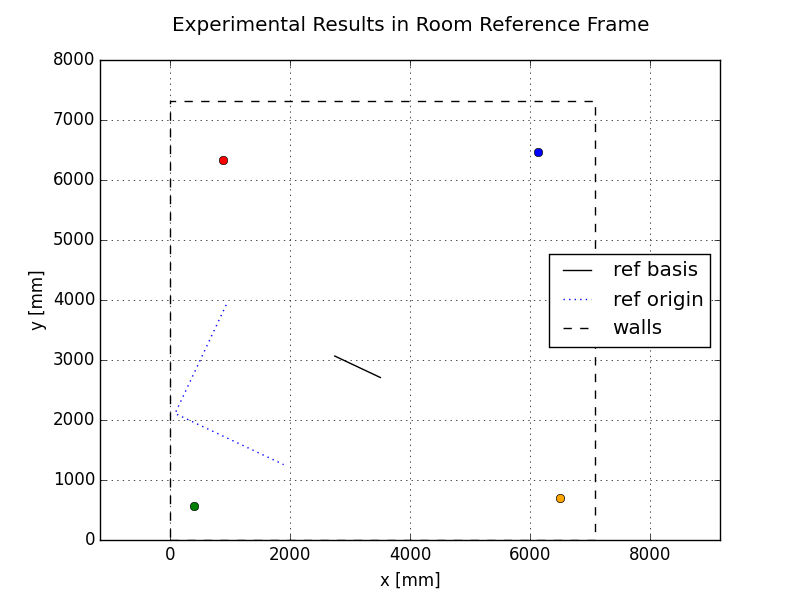 Experimental Results in Room Reference Frame
8000
7000
6000
5000
4000
3000
2000
1000
0
y [mm]
ref basis
ref origin
walls
0
2000
4000
6000
8000
x [mm]